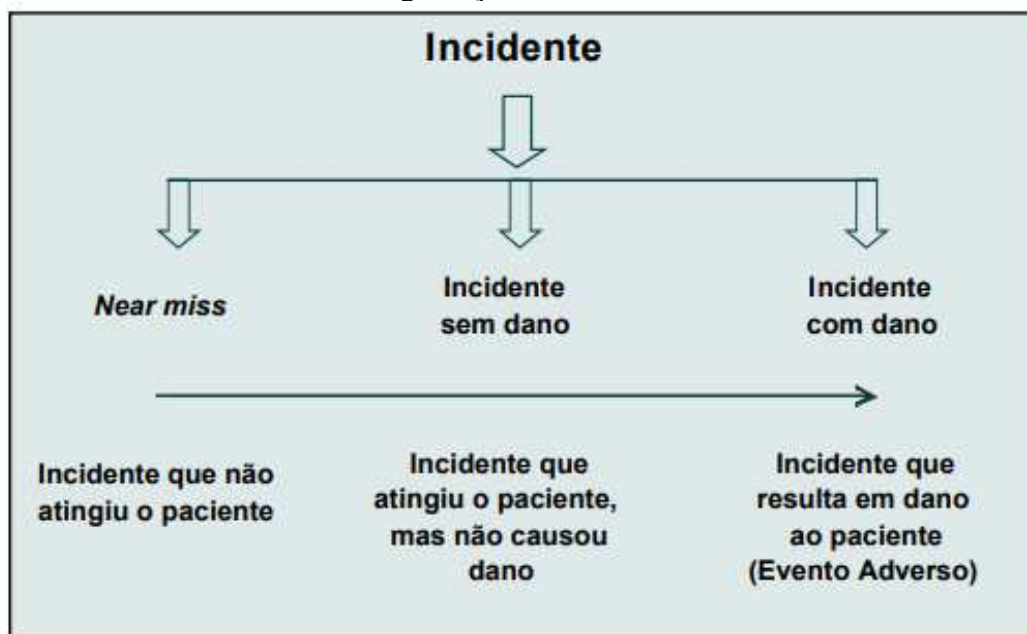 Incidente
Near miss
Incidente
sem dano
Incidente
com dano
Incidente que não
atingiu o paciente
Incidente que
atingiu o paciente,
mas não causou
dano
Incidente que
resulta em dano
ao paciente
(Evento Adverso)